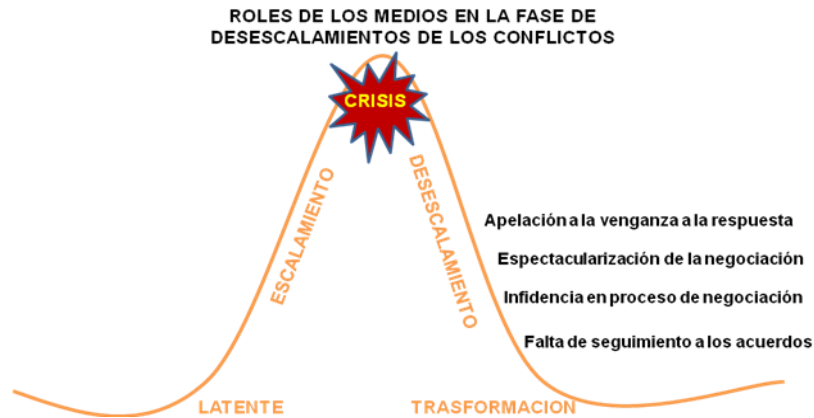 ROLES DE LOS MEDIOS EN LA FASE DE
DESESCALAMIENTOS DE LOS CONFLICTOS
CRISIS
ESCALAMIENTO
DESESCALAMIENTO
Apelación a la venganza a la respuesta
Espectacularización de la negociación
Infidencia en proceso de negociación
Falta de seguimiento a los acuerdos
LATENTE
TRASFORMACION